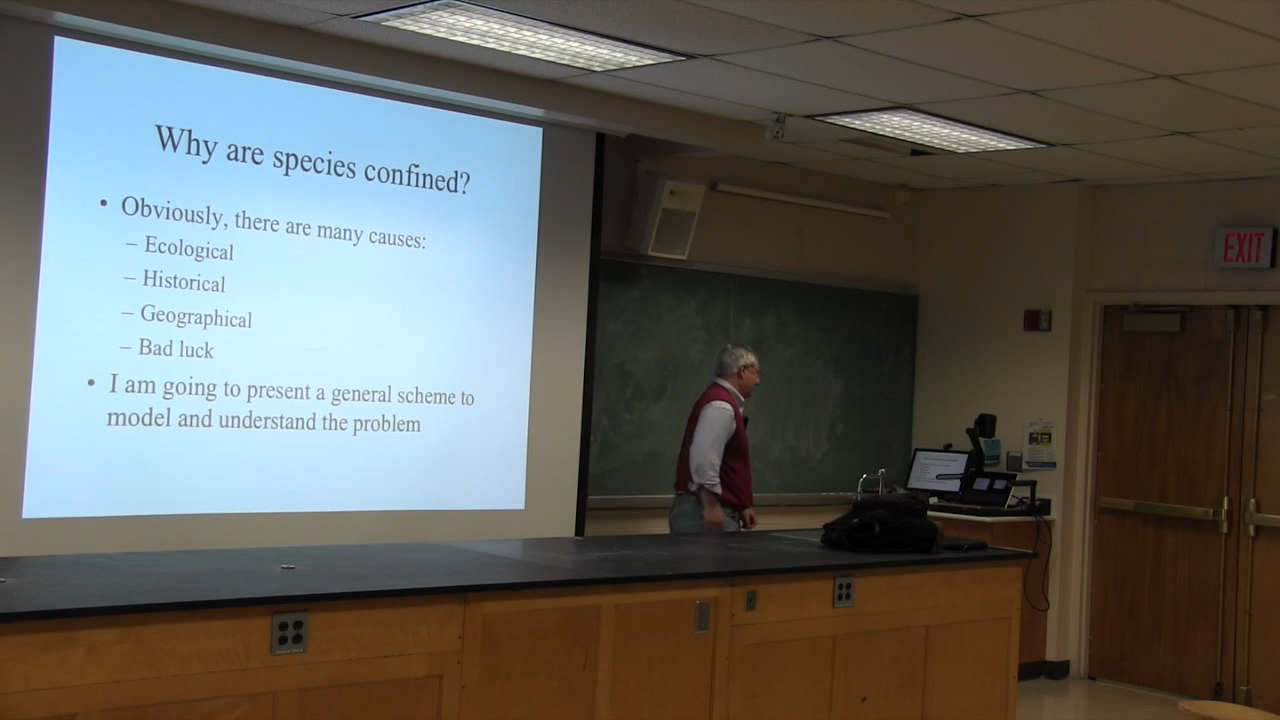 Why are species confined?
• Obviously, there are many causes:
– Ecological
– Historical
– Geographical
– Bad luck
• I am going to present a general scheme to
model and understand the problem
EXIT